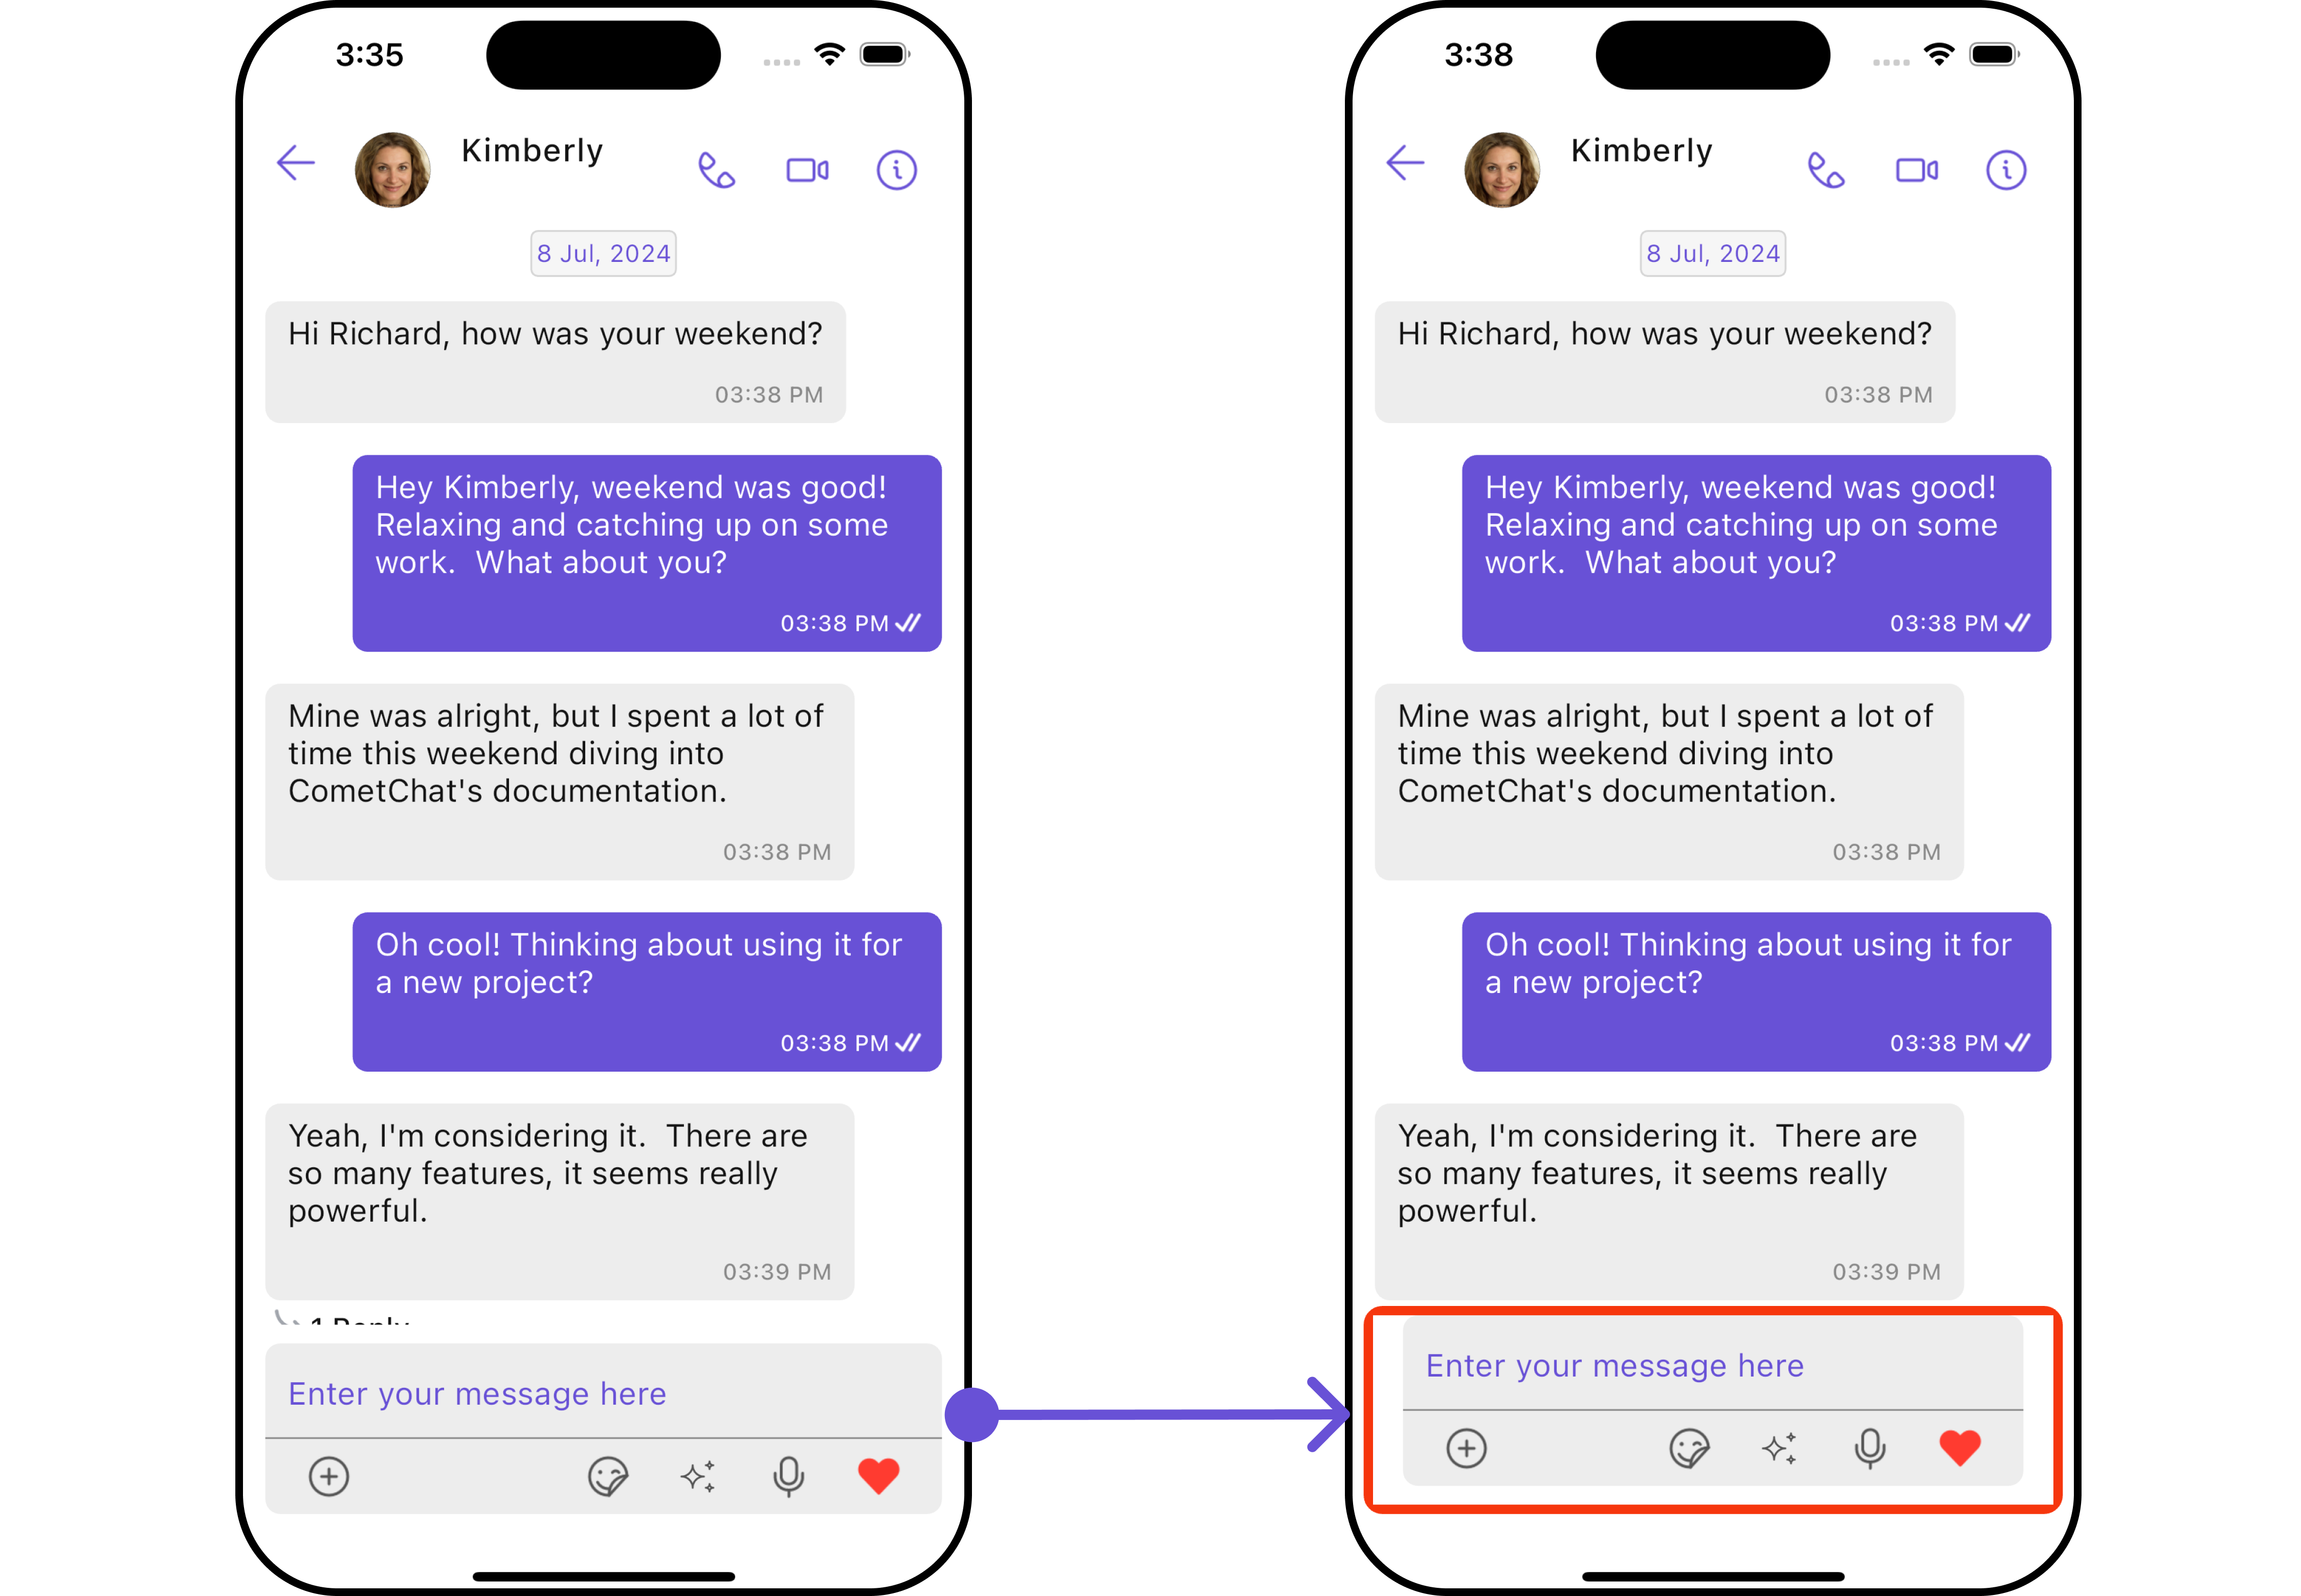 3:35
Kimberly
8 Jul, 2024
Hi Richard, how was your weekend?
03:38 PM
Hey Kimberly, weekend was good!
Relaxing and catching up on some
work.  What about you?
03:38 PM
Mine was alright, but I spent a lot of
time this weekend diving into
CometChat's documentation.
03:38 PM
Oh cool! Thinking about using it for
a new project?
03:38 PM
Yeah, I'm considering it.  There are
so many features, it seems really
powerful.
03:39 PM
1 Reply
Enter your message here
3:38
Kimberly
8 Jul, 2024
Hi Richard, how was your weekend?
03:38 PM
Hey Kimberly, weekend was good!
Relaxing and catching up on some
work.  What about you?
03:38 PM
Mine was alright, but I spent a lot of
time this weekend diving into
CometChat's documentation.
03:38 PM
Oh cool! Thinking about using it for
a new project?
03:38 PM
Yeah, I'm considering it.  There are
so many features, it seems really
powerful.
03:39 PM
Enter your message here